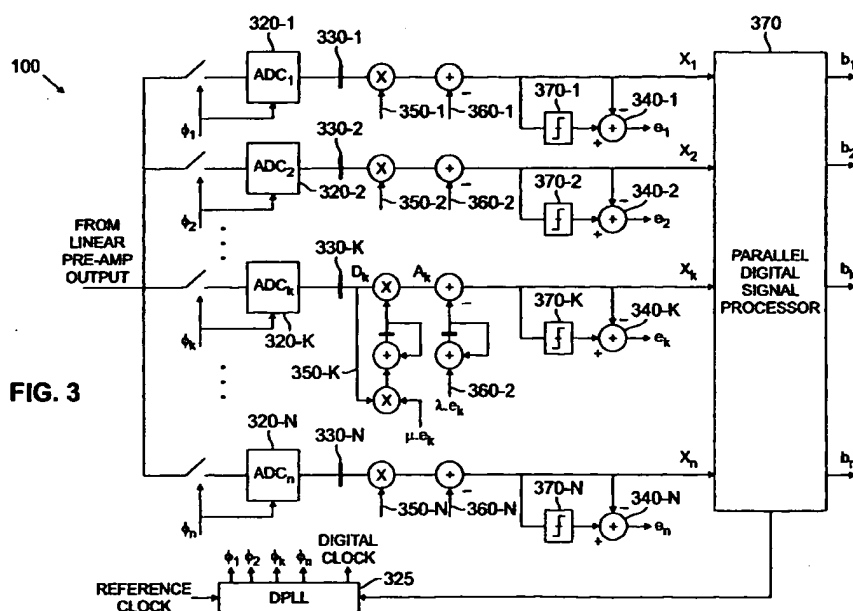 320-1
370
100
330-1
X₁
b₁
ADC₁
X
+
−
370-1
−
340-1
350-1
360-1
+
+
e₁
ϕ₁
330-2
X₂
b₂
ADC₂
X
+
−
370-2
−
340-2
320-2
350-2
360-2
+
+
e₂
ϕ₂
FROM
LINEAR
PRE-AMP
OUTPUT
330-K
PARALLEL
DIGITAL
SIGNAL
PROCESSOR
Dₖ
Aₖ
Xₖ
bₖ
ADCₖ
X
+
−
370-K
−
340-K
320-K
+
+
eₖ
ϕₖ
+
+
350-K
360-2
X
λ.eₖ
μ.eₖ
FIG. 3
320-N
330-N
Xₙ
bₙ
ADCₙ
X
+
−
370-N
−
340-N
350-N
360-N
+
+
eₙ
ϕₙ
DIGITAL
CLOCK
ϕ₁ ϕ₂ ϕₖ ϕₙ
325
REFERENCE
CLOCK
DPLL